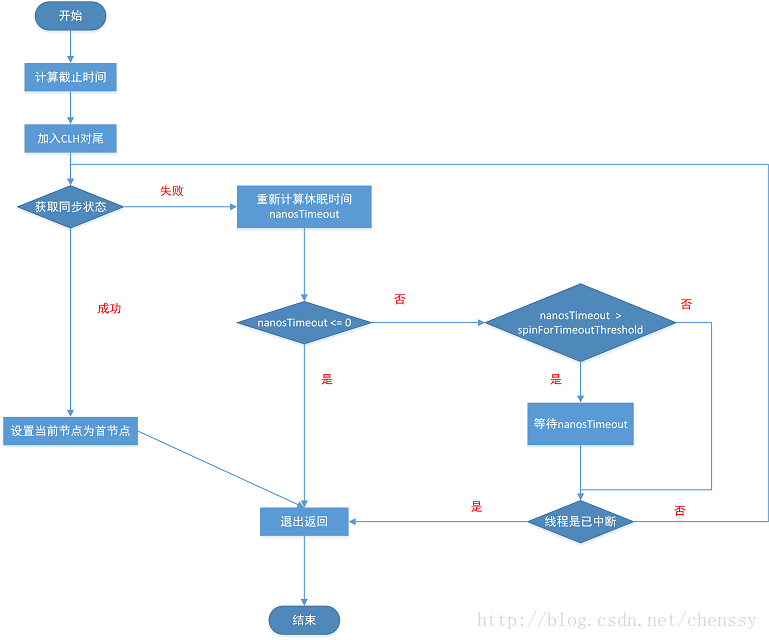 开始
计算截止时间
加入CLH对尾
获取同步状态
失败
重新计算休眠时间
nanosTimeout
成功
nanosTimeout <= 0
否
nanosTimeout >
spinForTimeoutThreshold
否
是
是
等待nanosTimeout
设置当前节点为首节点
退出返回
是
线程是已中断
否
结束
http://blog.csdn.net/chenssy